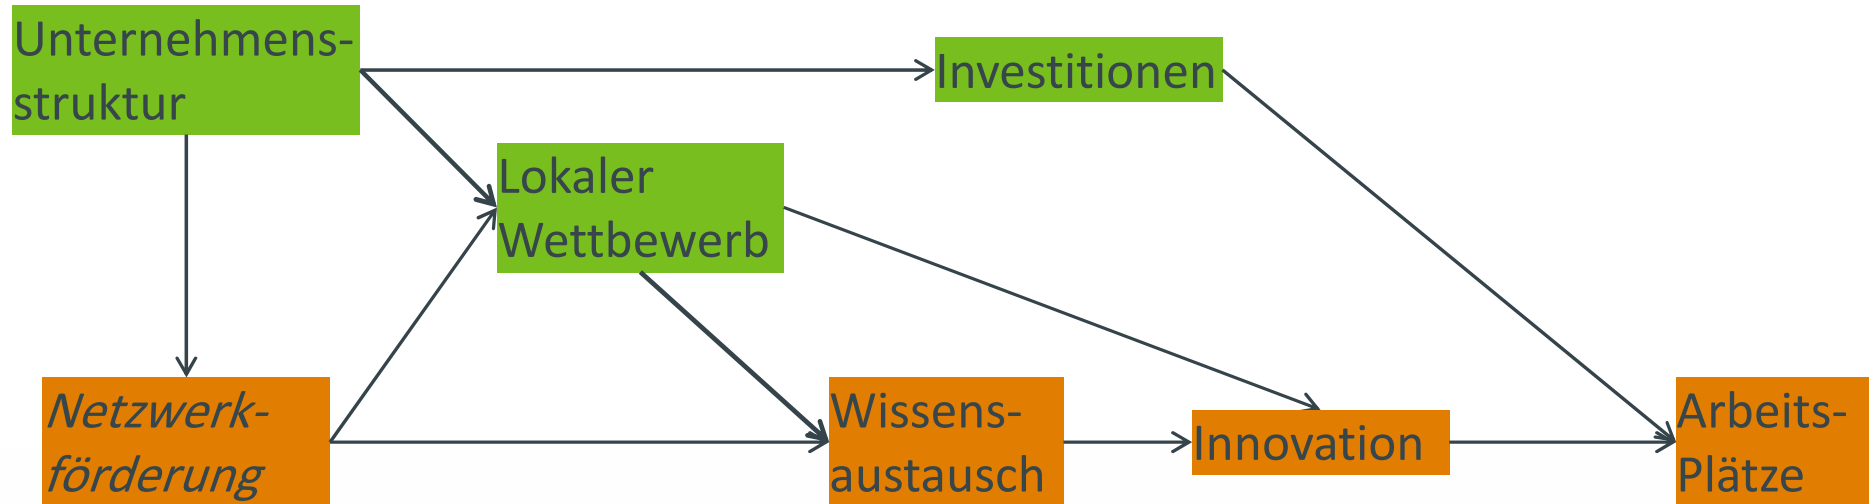 Unternehmens-
struktur
Investitionen
Lokaler
Wettbewerb
Netzwerk-
förderung
Wissens-
austausch
Innovation
Arbeits-
Plätze